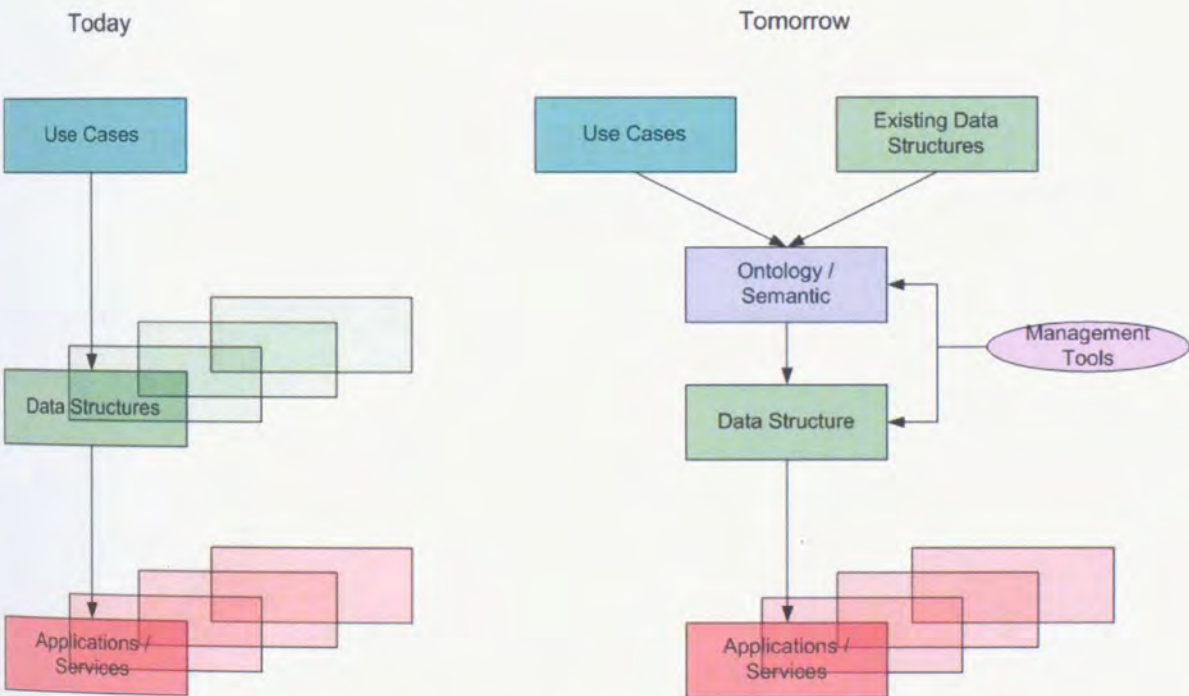 Today
Tomorrow
Use Cases
Use Cases
Existing Data
Structures
Ontology /
Semantic
Management
Tools
Data Structures
Data Structure
Applications /
Services
Applications /
Services